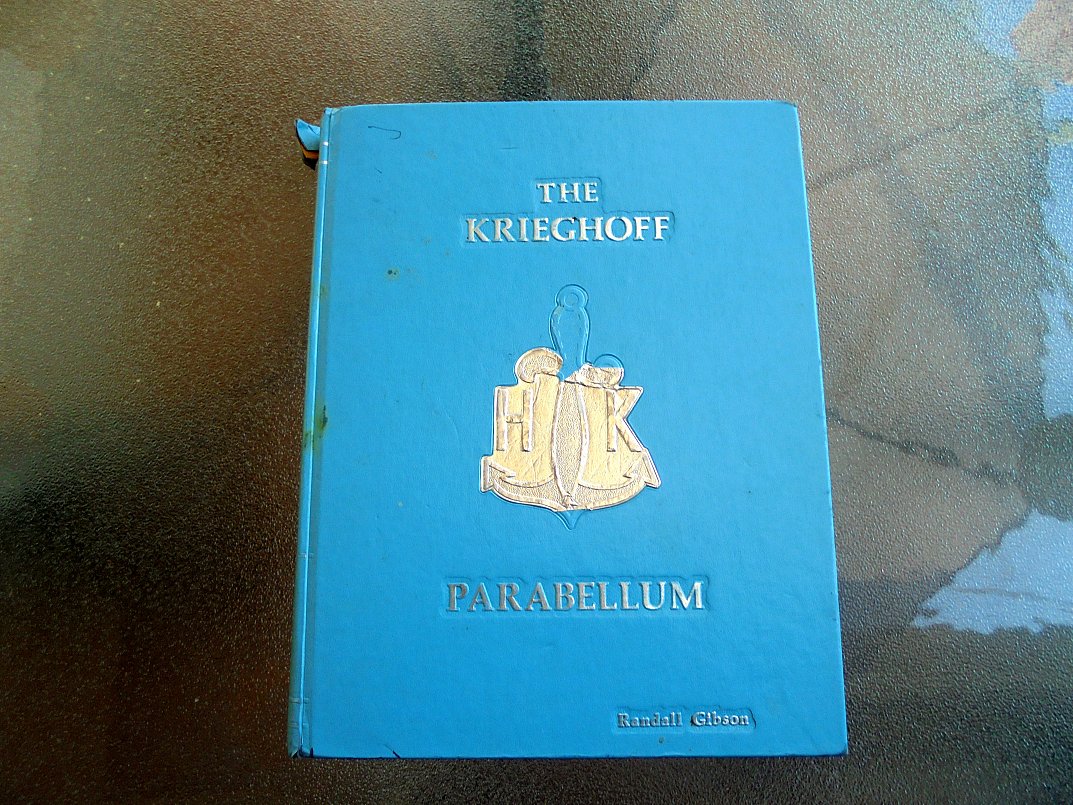 THE
KRIEGHOFF
H K
PARABELLUM
Randall Gibson